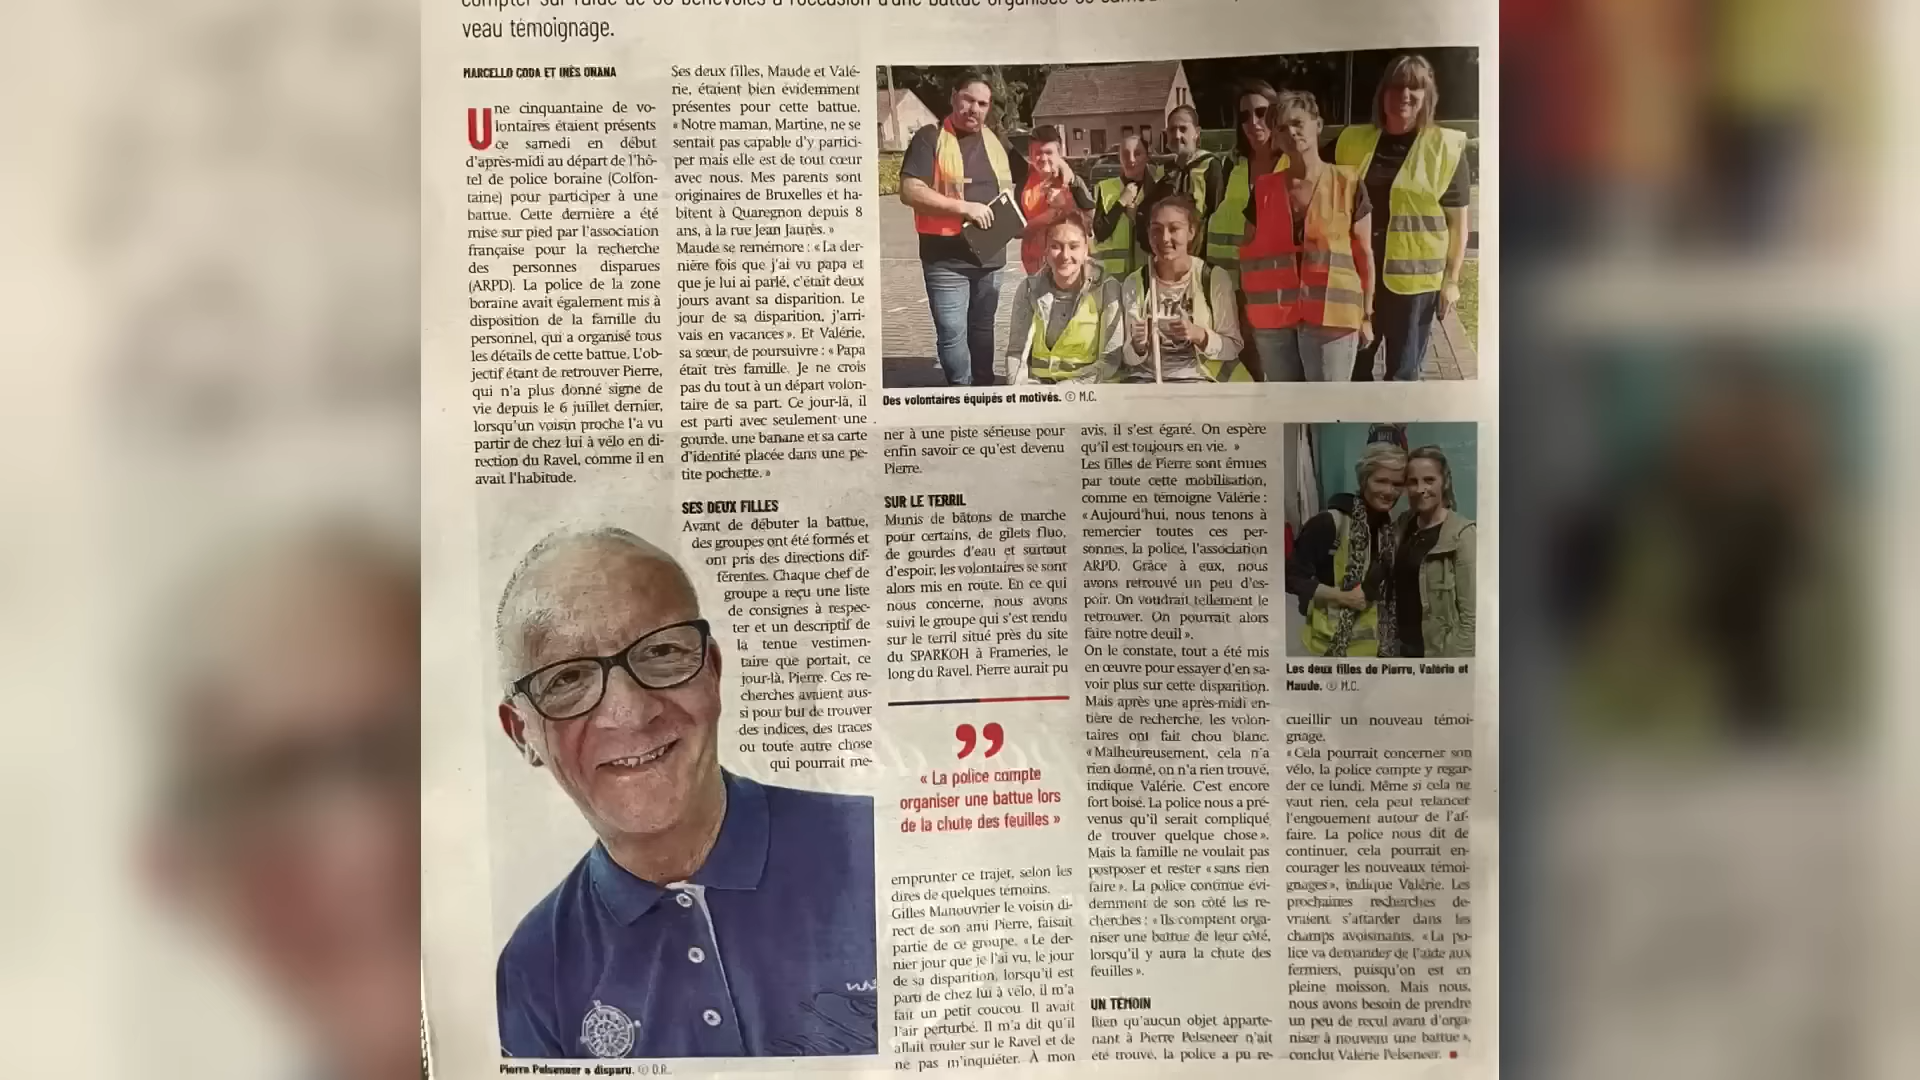 veau témoignage.
MARCELLO CODA ET INÈS ONANA
Une cinquantaine de vo-
lontaires étaient présents
ce samedi en début
d'après-midi au départ de l'hô-
tel de police boraine (Colfon-
taine) pour participer à une
battue. Cette dernière a été
mise sur pied par l'association
française pour la recherche
des personnes disparues
(ARPD). La police de la zone
boraine avait également mis à
disposition de la famille du
personnel, qui a organisé tous
les détails de cette battue. L'ob-
jectif étant de retrouver Pierre,
qui n'a plus donné signe de
vie depuis le 6 juillet dernier,
lorsqu'un voisin proche l'a vu
partir de chez lui à vélo en di-
rection du Ravel, comme il en
avait l'habitude.
Ses deux filles, Maude et Valé-
rie, étaient bien évidemment
présentes pour cette battue.
« Notre maman, Martine, ne se
sentait pas capable d'y partici-
per mais elle est de tout cœur
avec nous. Mes parents sont
originaires de Bruxelles et ha-
bitent à Quaregnon depuis 8
ans, à la rue Jean Jaurès. »
Maude se remémore : « La der-
nière fois que j'ai vu papa et
que je lui ai parlé, c'était deux
jours avant sa disparition. Le
jour de sa disparition, j'arri-
vais en vacances ». Et Valérie,
sa sœur, de poursuivre : « Papa
était très famille. Je ne crois
pas du tout à un départ volon-
taire de sa part. Ce jour-là, il
est parti avec seulement une
gourde, une banane et sa carte
d'identité placée dans une pe-
tite pochette. »
SES DEUX FILLES
Avant de débuter la battue,
des groupes ont été formés et
ont pris des directions dif-
férentes. Chaque chef de
groupe a reçu une liste
de consignes à respec-
ter et un descriptif de
la tenue vestimen-
taire que portait, ce
jour-là, Pierre. Ces re-
cherches avaient aus-
si pour but de trouver
des indices, des traces
ou toute autre chose
qui pourrait me-
Pierre Pelseneer a disparu. © D.R.
Des volontaires équipés et motivés. © M.C.
ner à une piste sérieuse pour
enfin savoir ce qu'est devenu
Pierre.
SUR LE TERRIL
Munis de bâtons de marche
pour certains, de gilets fluo,
de gourdes d'eau et surtout
d'espoir, les volontaires se sont
alors mis en route. En ce qui
nous concerne, nous avons
suivi le groupe qui s'est rendu
sur le terril situé près du site
du SPARKOH à Frameries, le
long du Ravel. Pierre aurait pu
« La police compte
organiser une battue lors
de la chute des feuilles »
emprunter ce trajet, selon les
dires de quelques témoins.
Gilles Manouvrier le voisin di-
rect de son ami Pierre, faisait
partie de ce groupe. « Le der-
nier jour que je l'ai vu, le jour
de sa disparition, lorsqu'il est
parti de chez lui à vélo, il m'a
fait un petit coucou. Il avait
l'air perturbé. Il m'a dit qu'il
allait rouler sur le Ravel et de
ne pas m'inquiéter. À mon
avis, il s'est égaré. On espère
qu'il est toujours en vie. »
Les filles de Pierre sont émues
par toute cette mobilisation,
comme en témoigne Valérie :
« Aujourd'hui, nous tenons à
remercier toutes ces per-
sonnes, la police, l'association
ARPD. Grâce à eux, nous
avons retrouvé un peu d'es-
poir. On voudrait tellement le
retrouver. On pourrait alors
faire notre deuil ».
On le constate, tout a été mis
en œuvre pour essayer d'en sa-
voir plus sur cette disparition.
Mais après une après-midi en-
tière de recherche, les volon-
taires ont fait chou blanc.
« Malheureusement, cela n'a
rien donné, on n'a rien trouvé,
indique Valérie. C'est encore
fort boisé. La police nous a pré-
venus qu'il serait compliqué
de trouver quelque chose ».
Mais la famille ne voulait pas
postposer et rester « sans rien
faire ». La police continue évi-
demment de son côté les re-
cherches : « Ils comptent orga-
niser une battue de leur côté,
lorsqu'il y aura la chute des
feuilles ».
UN TÉMOIN
Bien qu'aucun objet apparte-
nant à Pierre Pelseneer n'ait
été trouvé, la police a pu re-
Les deux filles de Pierre, Valérie et
Maude. © M.C.
cueillir un nouveau témoi-
gnage.
« Cela pourrait concerner son
vélo, la police compte y regar-
der ce lundi. Même si cela ne
vaut rien, cela peut relancer
l'engouement autour de l'af-
faire. La police nous dit de
continuer, cela pourrait en-
courager les nouveaux témoi-
gnages », indique Valérie. Les
prochaines recherches de-
vraient s'attarder dans les
champs avoisinants. « La po-
lice va demander de l'aide aux
fermiers, puisqu'on est en
pleine moisson. Mais nous,
nous avons besoin de prendre
un peu de recul avant d'orga-
niser à nouveau une battue »,
conclut Valérie Pelseneer.